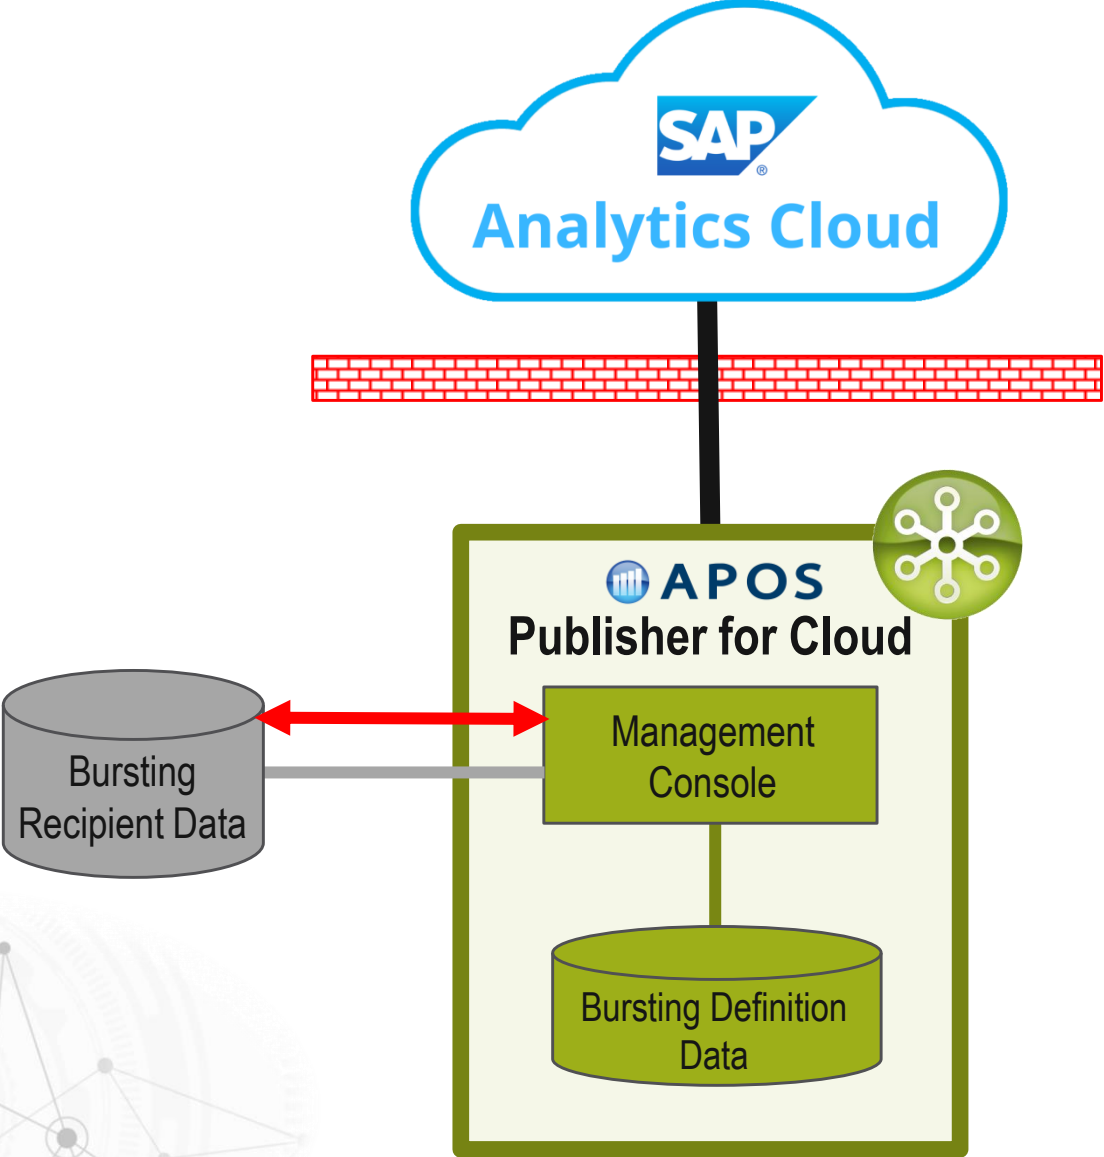 SAP®
Analytics Cloud
APOS
Publisher for Cloud
Management
Console
Bursting
Recipient Data
Bursting Definition
Data